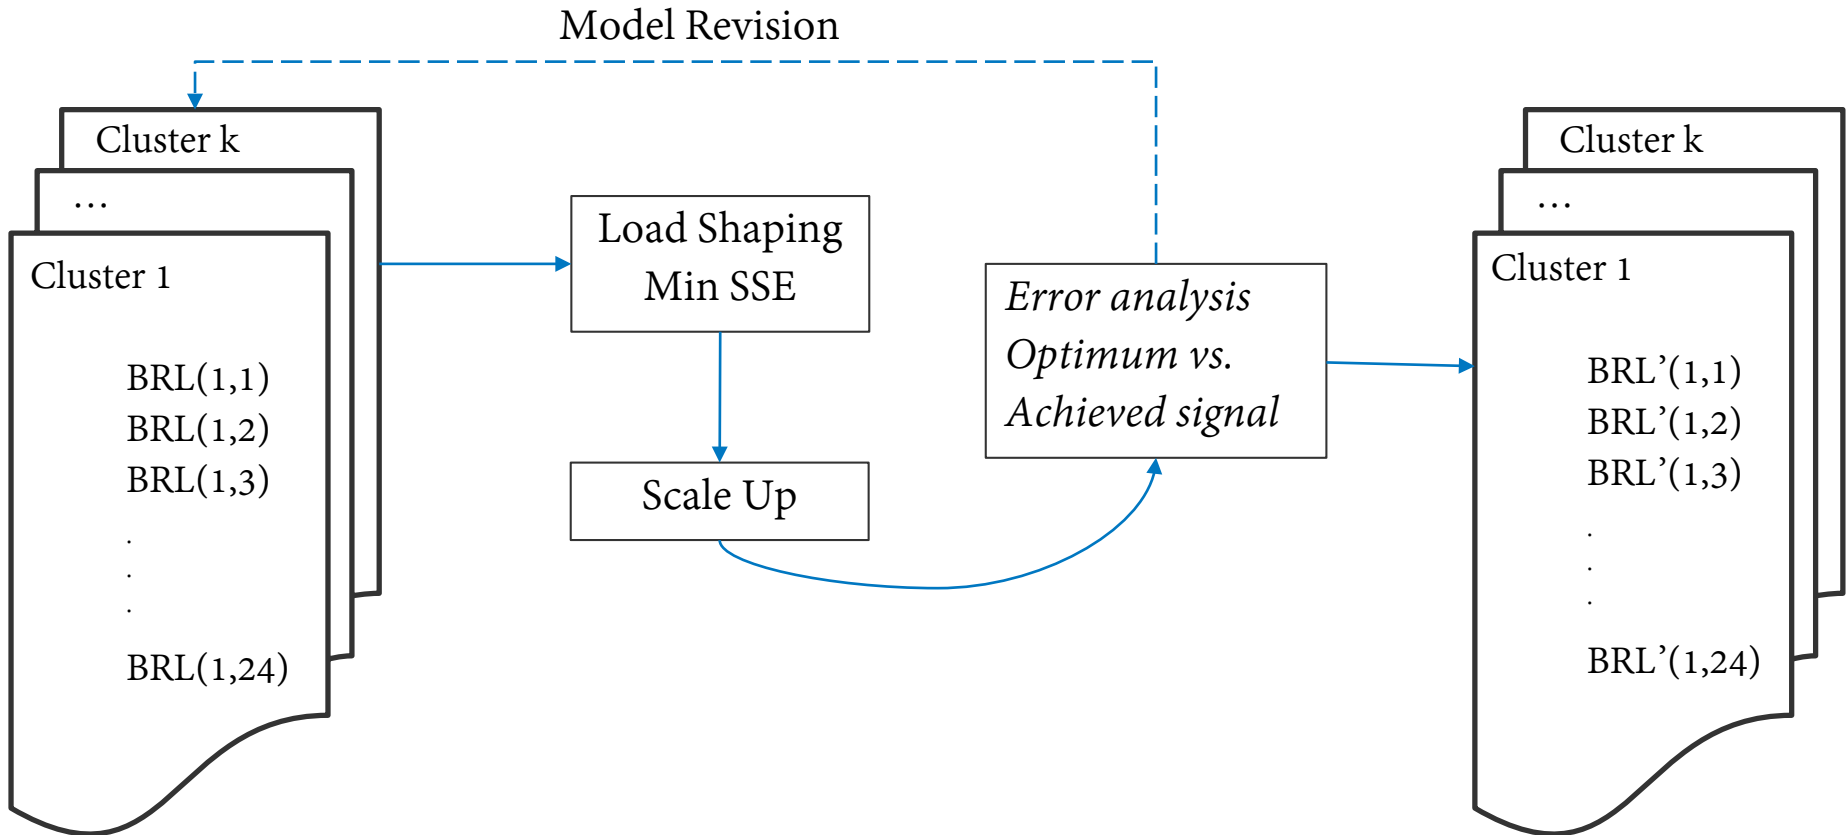 Model Revision
Cluster k
...
Cluster 1
BRL(1,1)
BRL(1,2)
BRL(1,3)
.
.
.
BRL(1,24)
Load Shaping
Min SSE
Scale Up
Error analysis
Optimum vs.
Achieved signal
Cluster k
...
Cluster 1
BRL’(1,1)
BRL’(1,2)
BRL’(1,3)
.
.
.
BRL’(1,24)